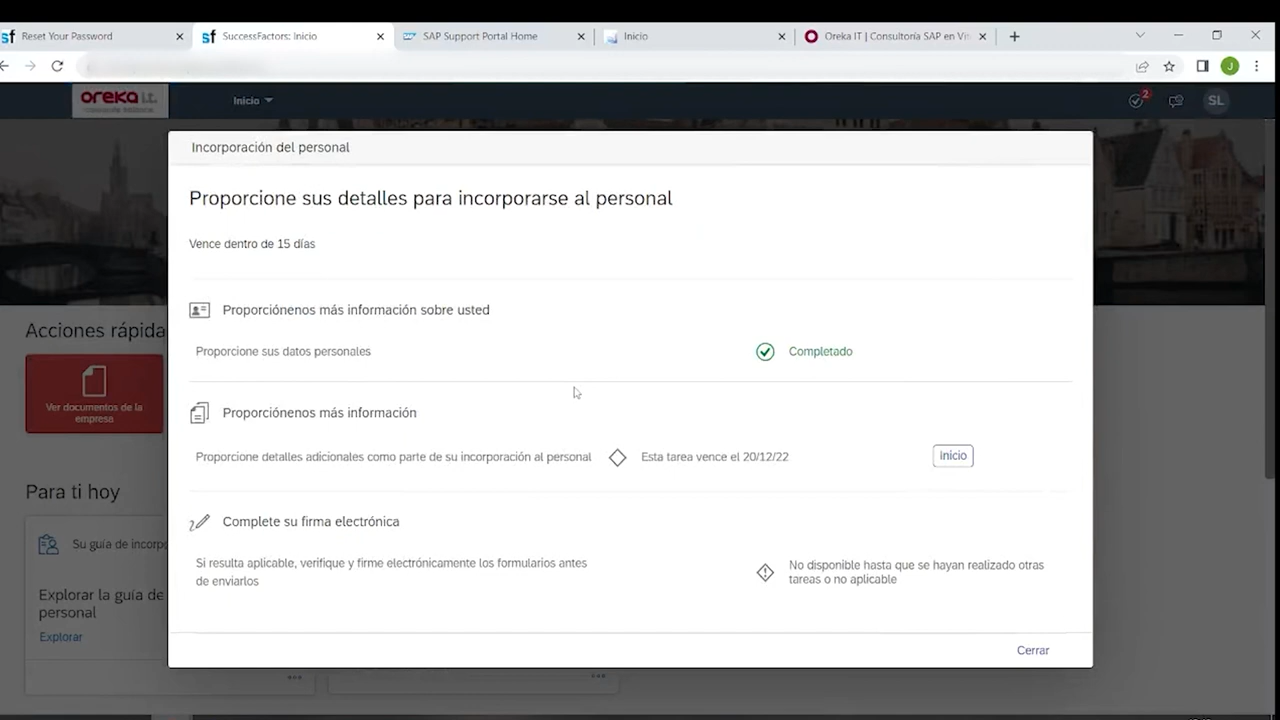 Reset Your Password
SuccessFactors: Inicio
SAP Support Portal Home
Inicio
Oreka IT | Consultoría SAP en Vit
J
oreka i.t.
Inicio
2
SL
Incorporación del personal
Proporcione sus detalles para incorporarse al personal
Vence dentro de 15 días
Proporciónenos más información sobre usted
Proporcione sus datos personales
Completado
Proporciónenos más información
Proporcione detalles adicionales como parte de su incorporación al personal
Esta tarea vence el 20/12/22
Inicio
Complete su firma electrónica
Si resulta aplicable, verifique y firme electrónicamente los formularios antes
de enviarlos
No disponible hasta que se hayan realizado otras
tareas o no aplicable
Cerrar
Acciones rápida
Ver documentos de la
empresa
Para ti hoy
Su guía de incorp
Explorar la guía de
personal
Explorar